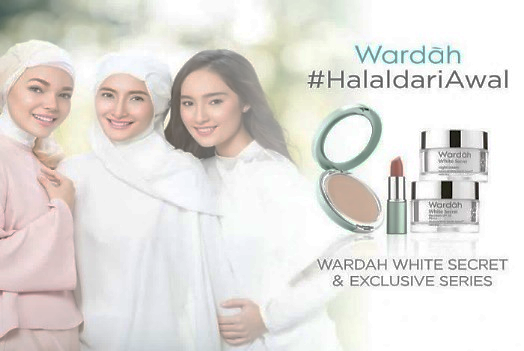 Wardah
#HalaldariAwal
Wardah
White Secret
Wardah
White Secret
WARDAH WHITE SECRET
& EXCLUSIVE SERIES